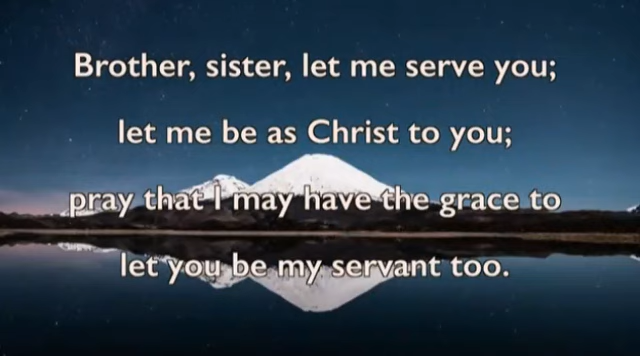 Brother, sister, let me serve you;
let me be as Christ to you;
pray that I may have the grace to
let you be my servant too.